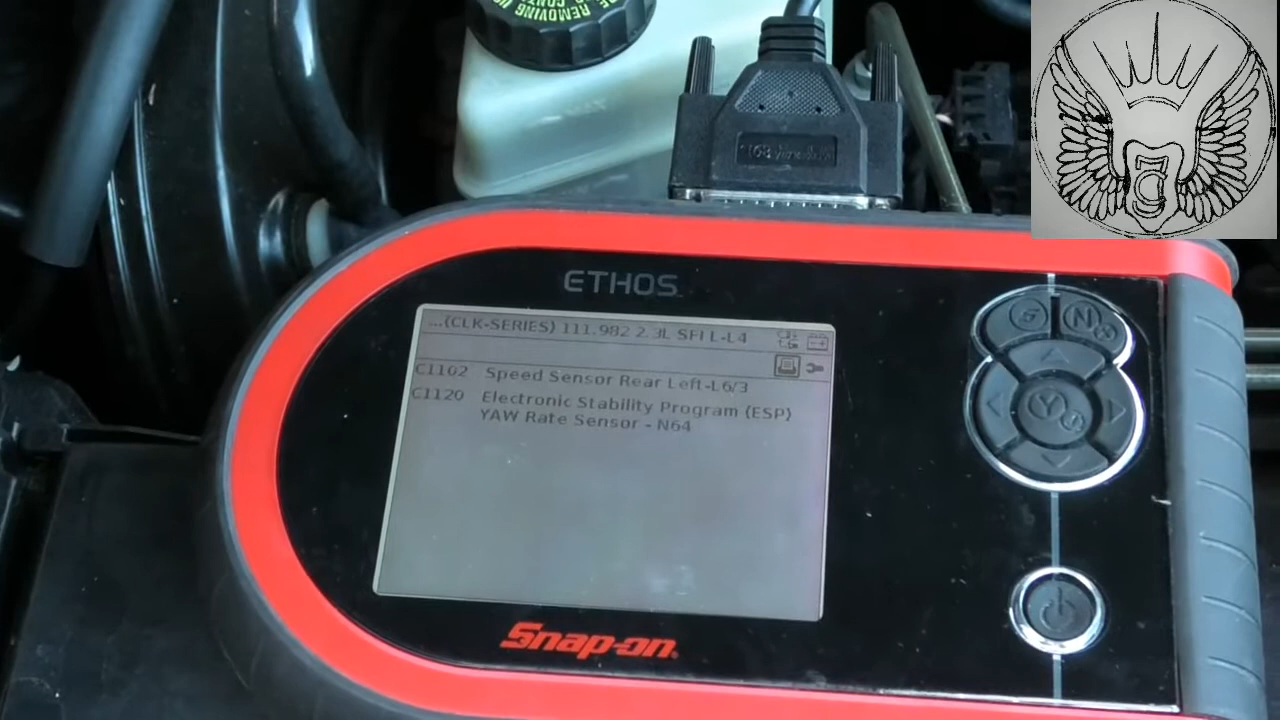 E REMOVING
ETHOS
...(CLK-SERIES) 111.982 2.3L SFI L-L4
C1102 Speed Sensor Rear Left-L6/3
C1120 Electronic Stability Program (ESP)
YAW Rate Sensor - N64
N
Y
Snap-on